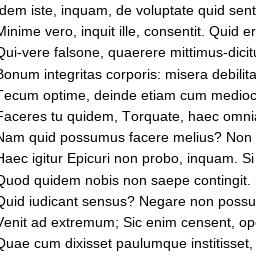 Idem iste, inquam, de voluptate quid sent
Minime vero, inquit ille, consentit. Quid er
Qui-vere falsone, quaerere mittimus-dicitu
Bonum integritas corporis: misera debilita
Tecum optime, deinde etiam cum medioc
Faceres tu quidem, Torquate, haec omnia
Nam quid possumus facere melius? Non
Haec igitur Epicuri non probo, inquam. Si
Quod quidem nobis non saepe contingit.
Quid iudicant sensus? Negare non possu
Venit ad extremum; Sic enim censent, opo
Quae cum dixisset paulumque institisset,